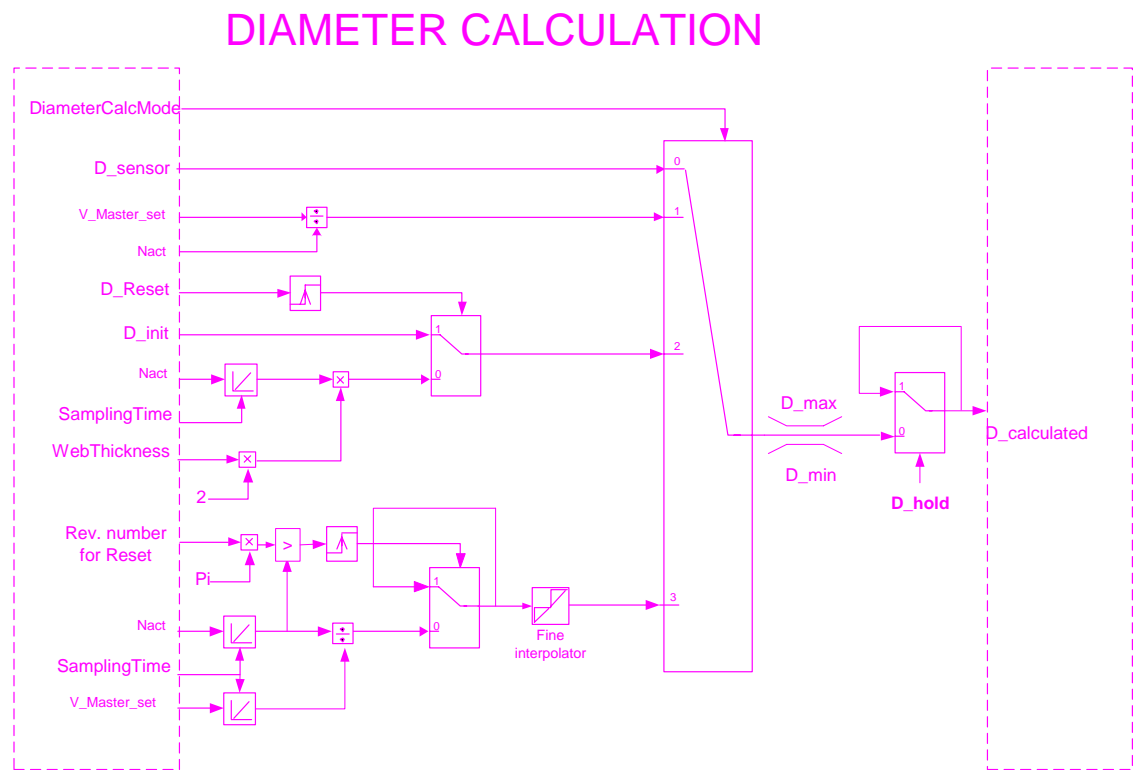 DIAMETER CALCULATION
DiameterCalcMode
D_sensor
0
V_Master_set
÷
1
Nact
D_Reset
D_init
1
2
Nact
×
0
SamplingTime
WebThickness
×
2
D_max
1
0
D_calculated
D_min
D_hold
Rev. number
for Reset
×
>
Pi
1
3
Nact
÷
0
Fine
interpolator
SamplingTime
V_Master_set